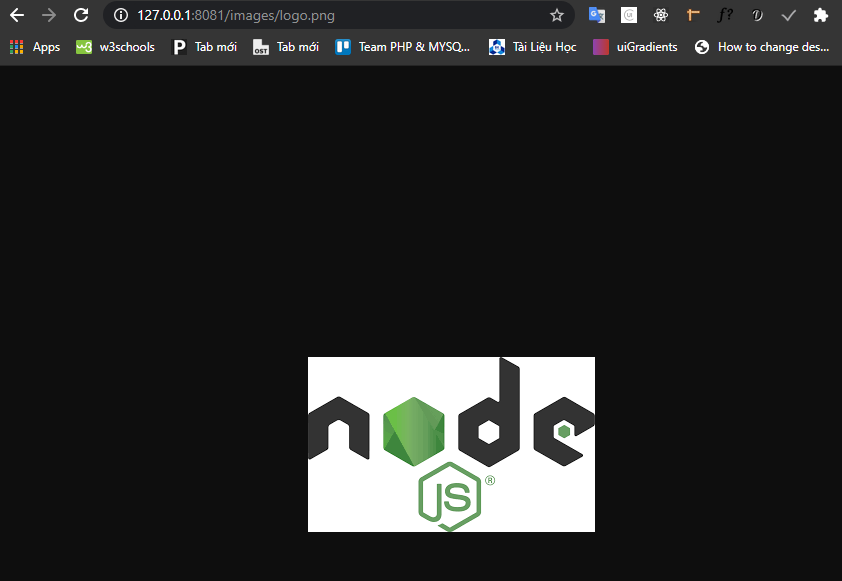 127.0.0.1:8081/images/logo.png
Apps w3schools Tab mới Tab mới Team PHP & MYSQ... Tài Liệu Học uiGradients How to change des...
node
JS®